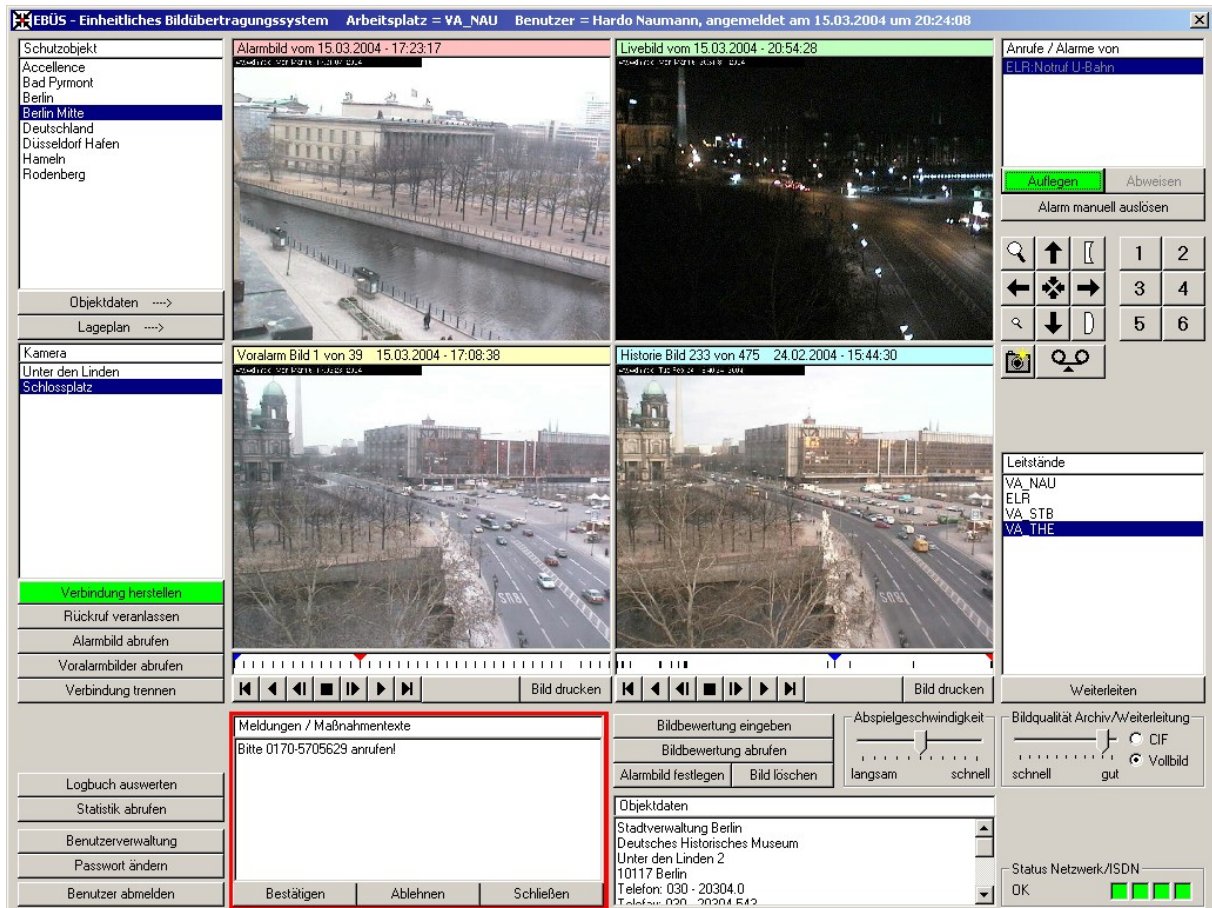 EBÜS - Einheitliches Bildübertragungssystem Arbeitsplatz = VA_NAU Benutzer = Hardo Naumann, angemeldet am 15.03.2004 um 20:24:08
Schutzobjekt
Accellence
Bad Pyrmont
Berlin
Berlin Mitte
Deutschland
Düsseldorf Hafen
Hameln
Rodenberg
Objektdaten ---->
Lageplan ---->
Kamera
Unter den Linden
Schlossplatz
Verbindung herstellen
Rückruf veranlassen
Alarmbild abrufen
Voralarmbilder abrufen
Verbindung trennen
Logbuch auswerten
Statistik abrufen
Benutzerverwaltung
Passwort ändern
Benutzer abmelden
Alarmbild vom 15.03.2004 - 17:23:17
Livebild vom 15.03.2004 - 20:54:28
Voralarm Bild 1 von 39 15.03.2004 - 17:08:38
Historie Bild 233 von 475 24.02.2004 - 15:44:30
BUS
BUS
Bild drucken
Bild drucken
Meldungen / Maßnahmentexte
Bitte 0170-5705629 anrufen!
Bestätigen Ablehnen Schließen
Bildbewertung eingeben
Bildbewertung abrufen
Alarmbild festlegen Bild löschen
Abspielgeschwindigkeit
langsam schnell
Objektdaten
Stadtverwaltung Berlin
Deutsches Historisches Museum
Unter den Linden 2
10117 Berlin
Telefon: 030 - 20304.0
Telefax: 030 - 20304.543
Anrufe / Alarme von
ELR:Notruf U-Bahn
Auflegen Abweisen
Alarm manuell auslösen
1 2
3 4
5 6
Leitstände
VA_NAU
ELR
VA_STB
VA_THE
Weiterleiten
Bildqualität Archiv/Weiterleitung
CIF
Vollbild
schnell gut
Status Netzwerk/ISDN
OK